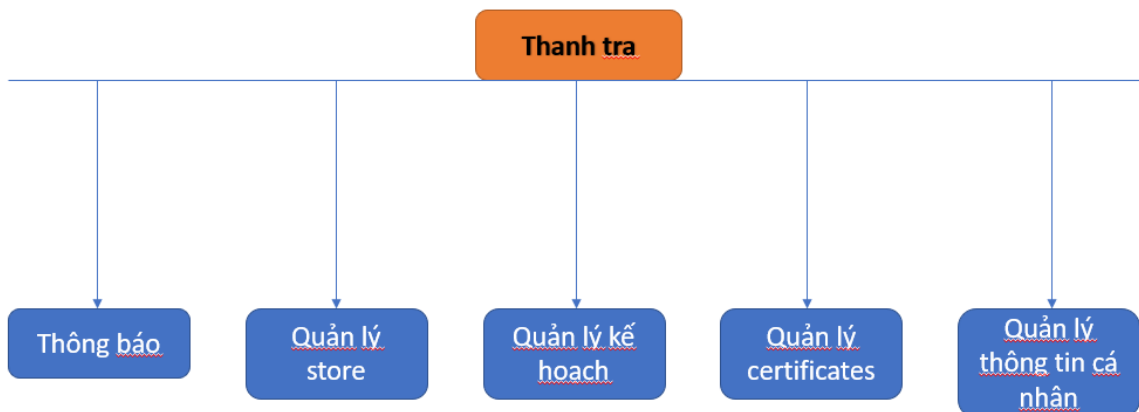 Thanh tra
Thông báo
Quản lý
store
Quản lý kế
hoạch
Quản lý
certificates
Quản lý
thông tin cá
nhân